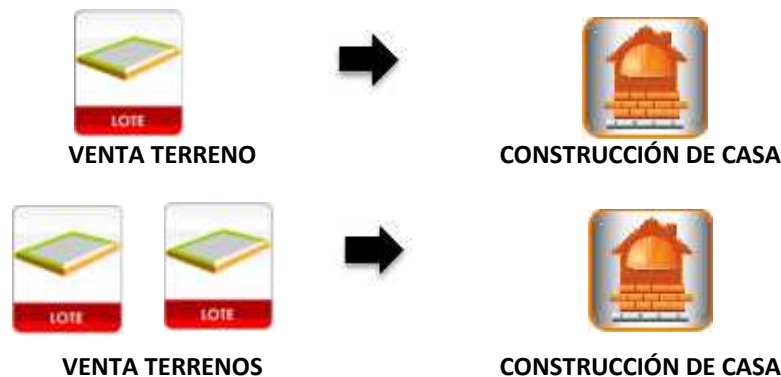 LOTE
VENTA TERRENO
CONSTRUCCIÓN DE CASA
LOTE LOTE
VENTA TERRENOS
CONSTRUCCIÓN DE CASA